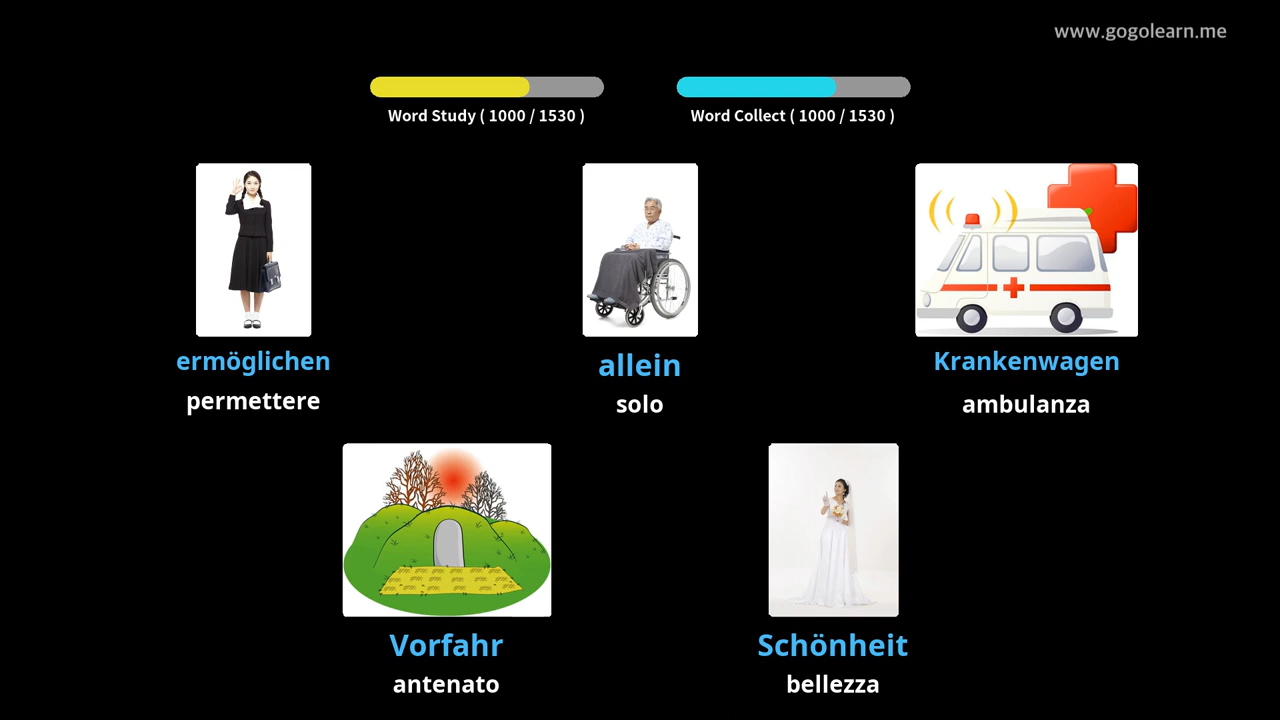 www.gogolearn.me
Word Study ( 1000 / 1530 )
Word Collect ( 1000 / 1530 )
ermöglichen
permettere
allein
solo
Krankenwagen
ambulanza
Vorfahr
antenato
Schönheit
bellezza